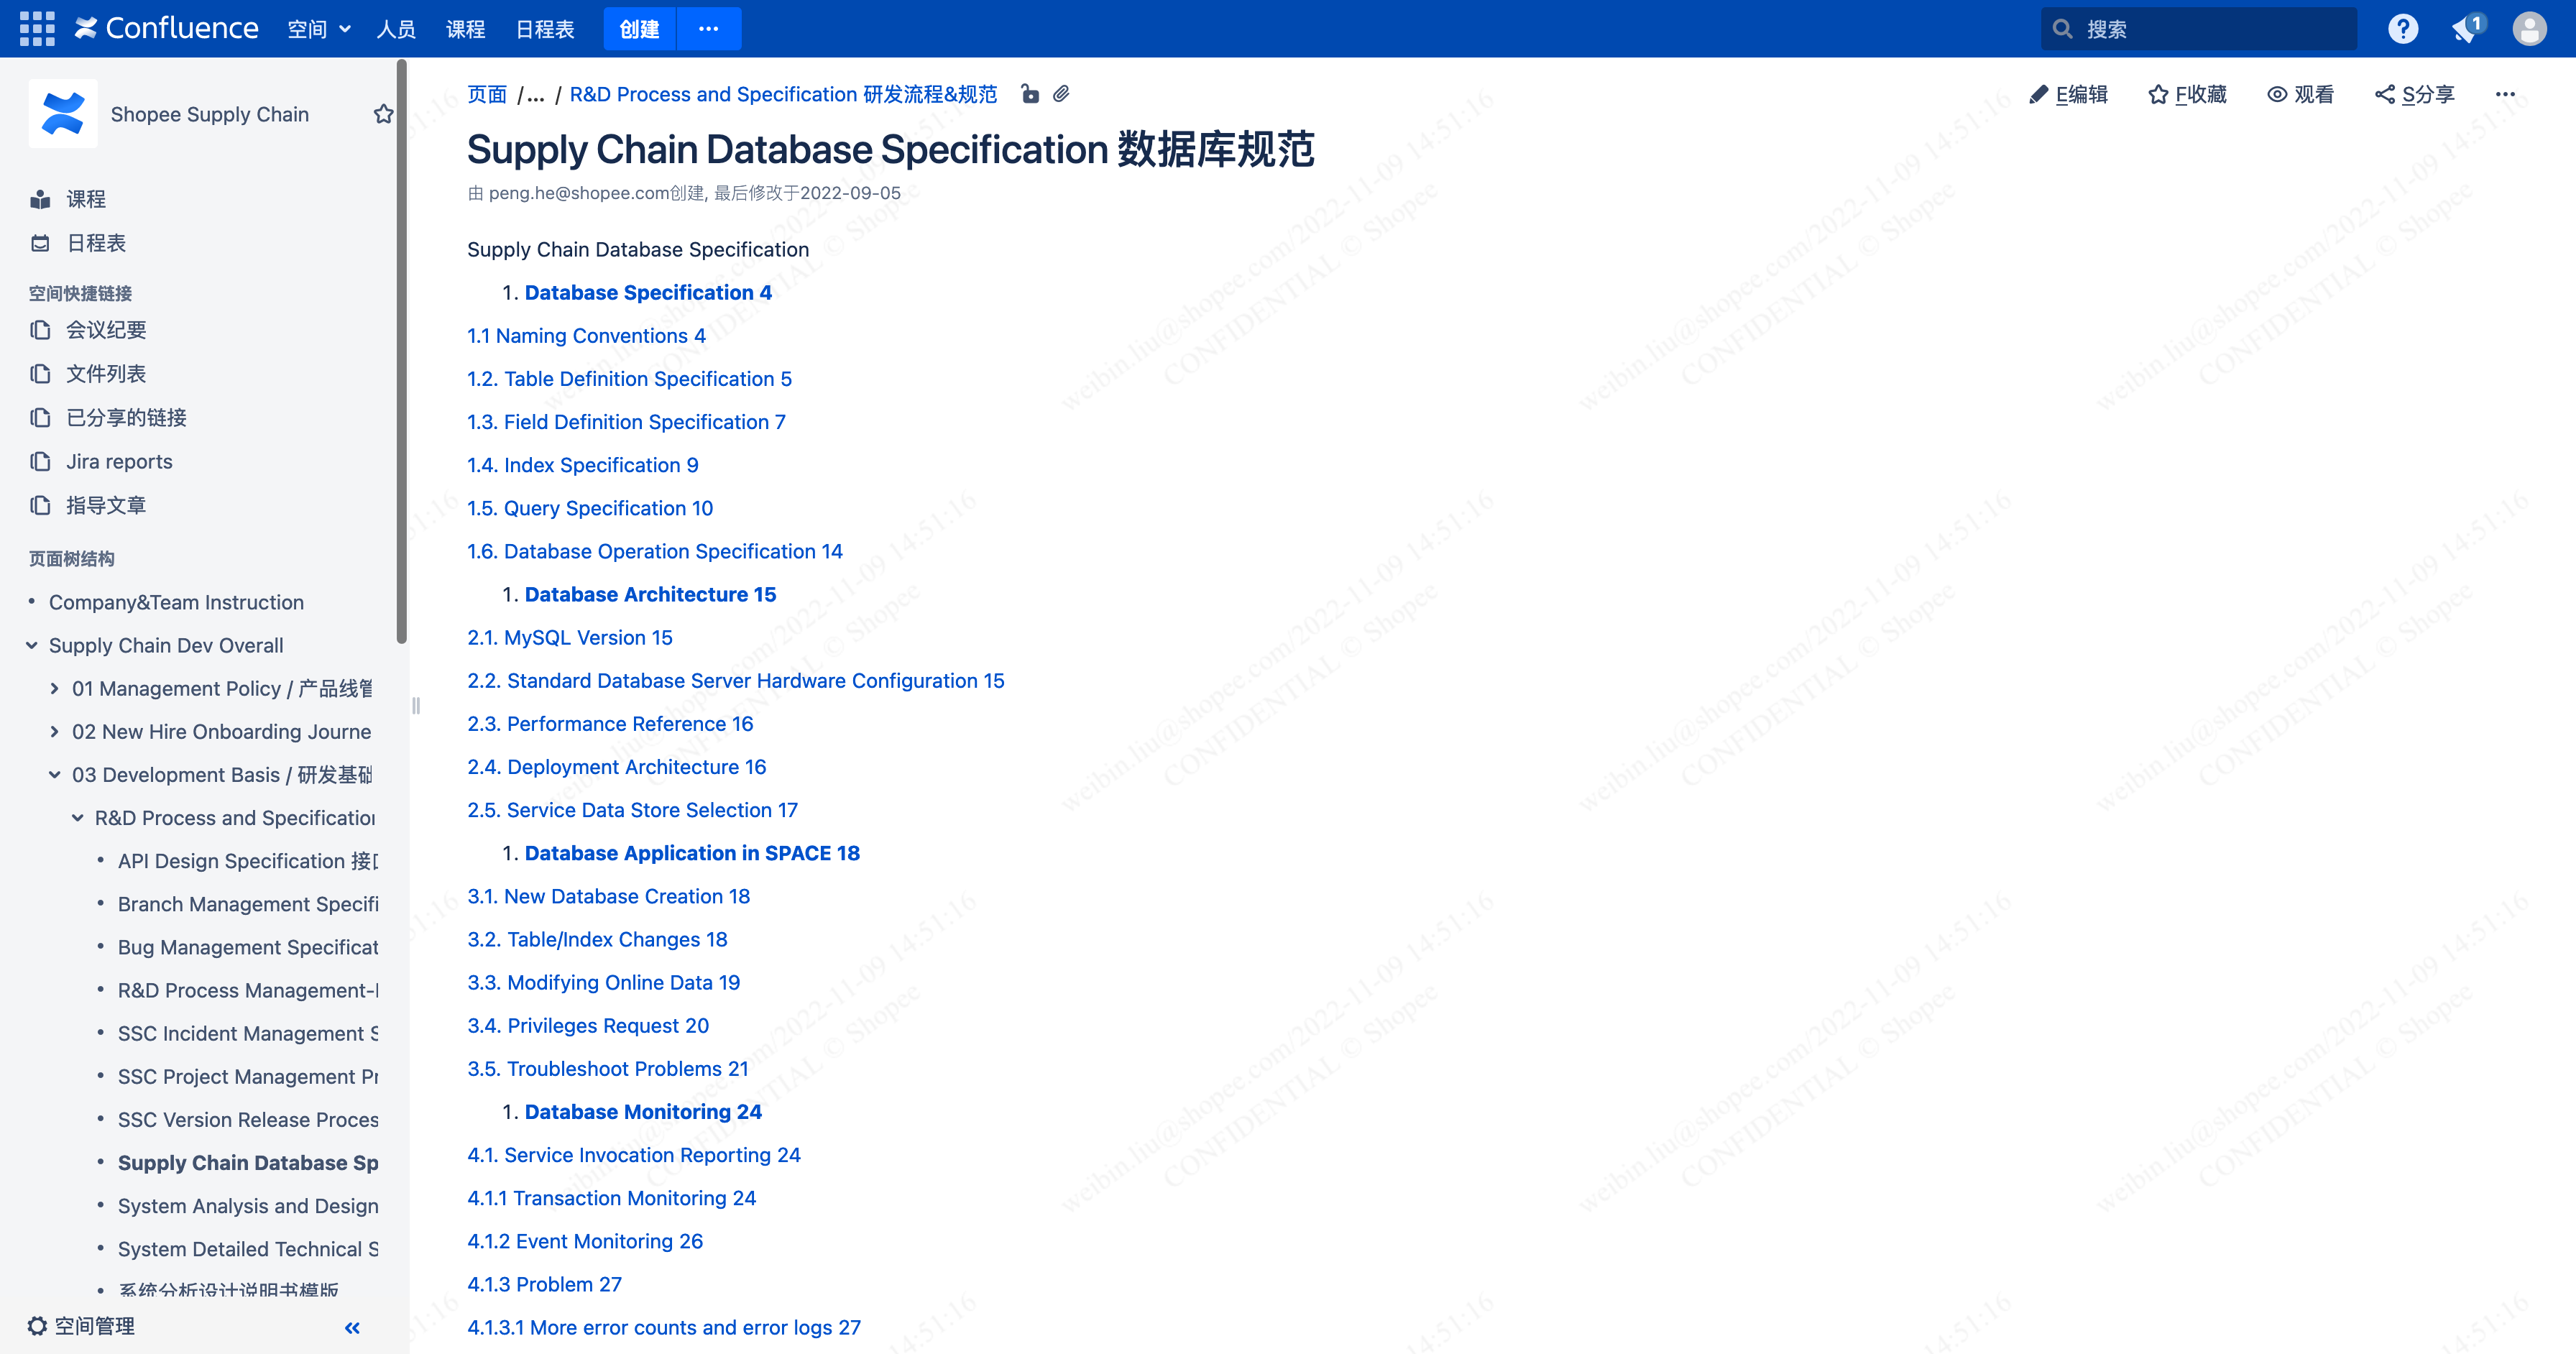 Confluence 空间 人员 课程 日程表 创建 ··· 搜索 1
Shopee Supply Chain
课程
日程表
空间快捷链接
会议纪要
文件列表
已分享的链接
Jira reports
指导文章
页面树结构
• Company&Team Instruction
Supply Chain Dev Overall
01 Management Policy / 产品线管
02 New Hire Onboarding Journe
03 Development Basis / 研发基础
R&D Process and Specification
• API Design Specification 接口
• Branch Management Specifi
• Bug Management Specificat
• R&D Process Management-
• SSC Incident Management S
• SSC Project Management Pr
• SSC Version Release Proces
• Supply Chain Database Sp
• System Analysis and Design
• System Detailed Technical S
• 系统分析设计说明书模版
空间管理
页面 /... / R&D Process and Specification 研发流程&规范
E编辑 F收藏 观看 S分享 ···
Supply Chain Database Specification 数据库规范
由 peng.he@shopee.com创建, 最后修改于2022-09-05
Supply Chain Database Specification
1. Database Specification 4
1.1 Naming Conventions 4
1.2. Table Definition Specification 5
1.3. Field Definition Specification 7
1.4. Index Specification 9
1.5. Query Specification 10
1.6. Database Operation Specification 14
1. Database Architecture 15
2.1. MySQL Version 15
2.2. Standard Database Server Hardware Configuration 15
2.3. Performance Reference 16
2.4. Deployment Architecture 16
2.5. Service Data Store Selection 17
1. Database Application in SPACE 18
3.1. New Database Creation 18
3.2. Table/Index Changes 18
3.3. Modifying Online Data 19
3.4. Privileges Request 20
3.5. Troubleshoot Problems 21
1. Database Monitoring 24
4.1. Service Invocation Reporting 24
4.1.1 Transaction Monitoring 24
4.1.2 Event Monitoring 26
4.1.3 Problem 27
4.1.3.1 More error counts and error logs 27
weibin.liu@shopee.com/2022-11-09 14:51:16
CONFIDENTIAL © Shopee